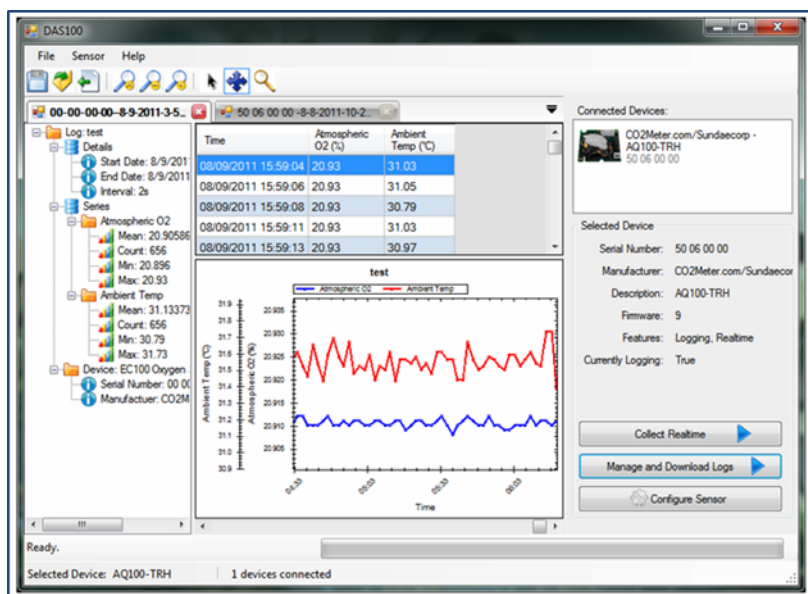 DAS100
File Sensor Help
00-00-00-00--8-9-2011-3-5...
50 06 00 00 -8-8-2011-10-2...
Log: test
Details
Start Date: 8/9/201
End Date: 8/9/2011
Interval: 2s
Series
Atmospheric O2
Mean: 20.90586
Count: 656
Min: 20.896
Max: 20.93
Ambient Temp
Mean: 31.13373
Count: 656
Min: 30.79
Max: 31.73
Device: EC100 Oxygen
Serial Number: 00 00
Manufactuer: CO2M
Time Atmospheric O2 (%) Ambient Temp (°C)
08/09/2011 15:59:04 20.93 31.03
08/09/2011 15:59:06 20.93 31.05
08/09/2011 15:59:08 20.93 30.79
08/09/2011 15:59:11 20.93 31.03
08/09/2011 15:59:13 20.93 30.97
test
Atmospheric O2 Ambient Temp
Ambient Temp (°C)
31.9
31.8
31.7
31.6
31.5
31.4
31.3
31.2
31.1
31.0
30.9
Atmospheric O2 (%)
20.935
20.930
20.925
20.920
20.915
20.910
20.905
04:33
05:03
05:33
00:03
Time
Connected Devices:
CO2Meter.com/Sundaecorp -
AQ100-TRH
50 06 00 00
Selected Device
Serial Number: 50 06 00 00
Manufacturer: CO2Meter.com/Sundaecor
Description: AQ100-TRH
Firmware: 9
Features: Logging, Realtime
Currently Logging: True
Collect Realtime
Manage and Download Logs
Configure Sensor
Ready.
Selected Device: AQ100-TRH 1 devices connected